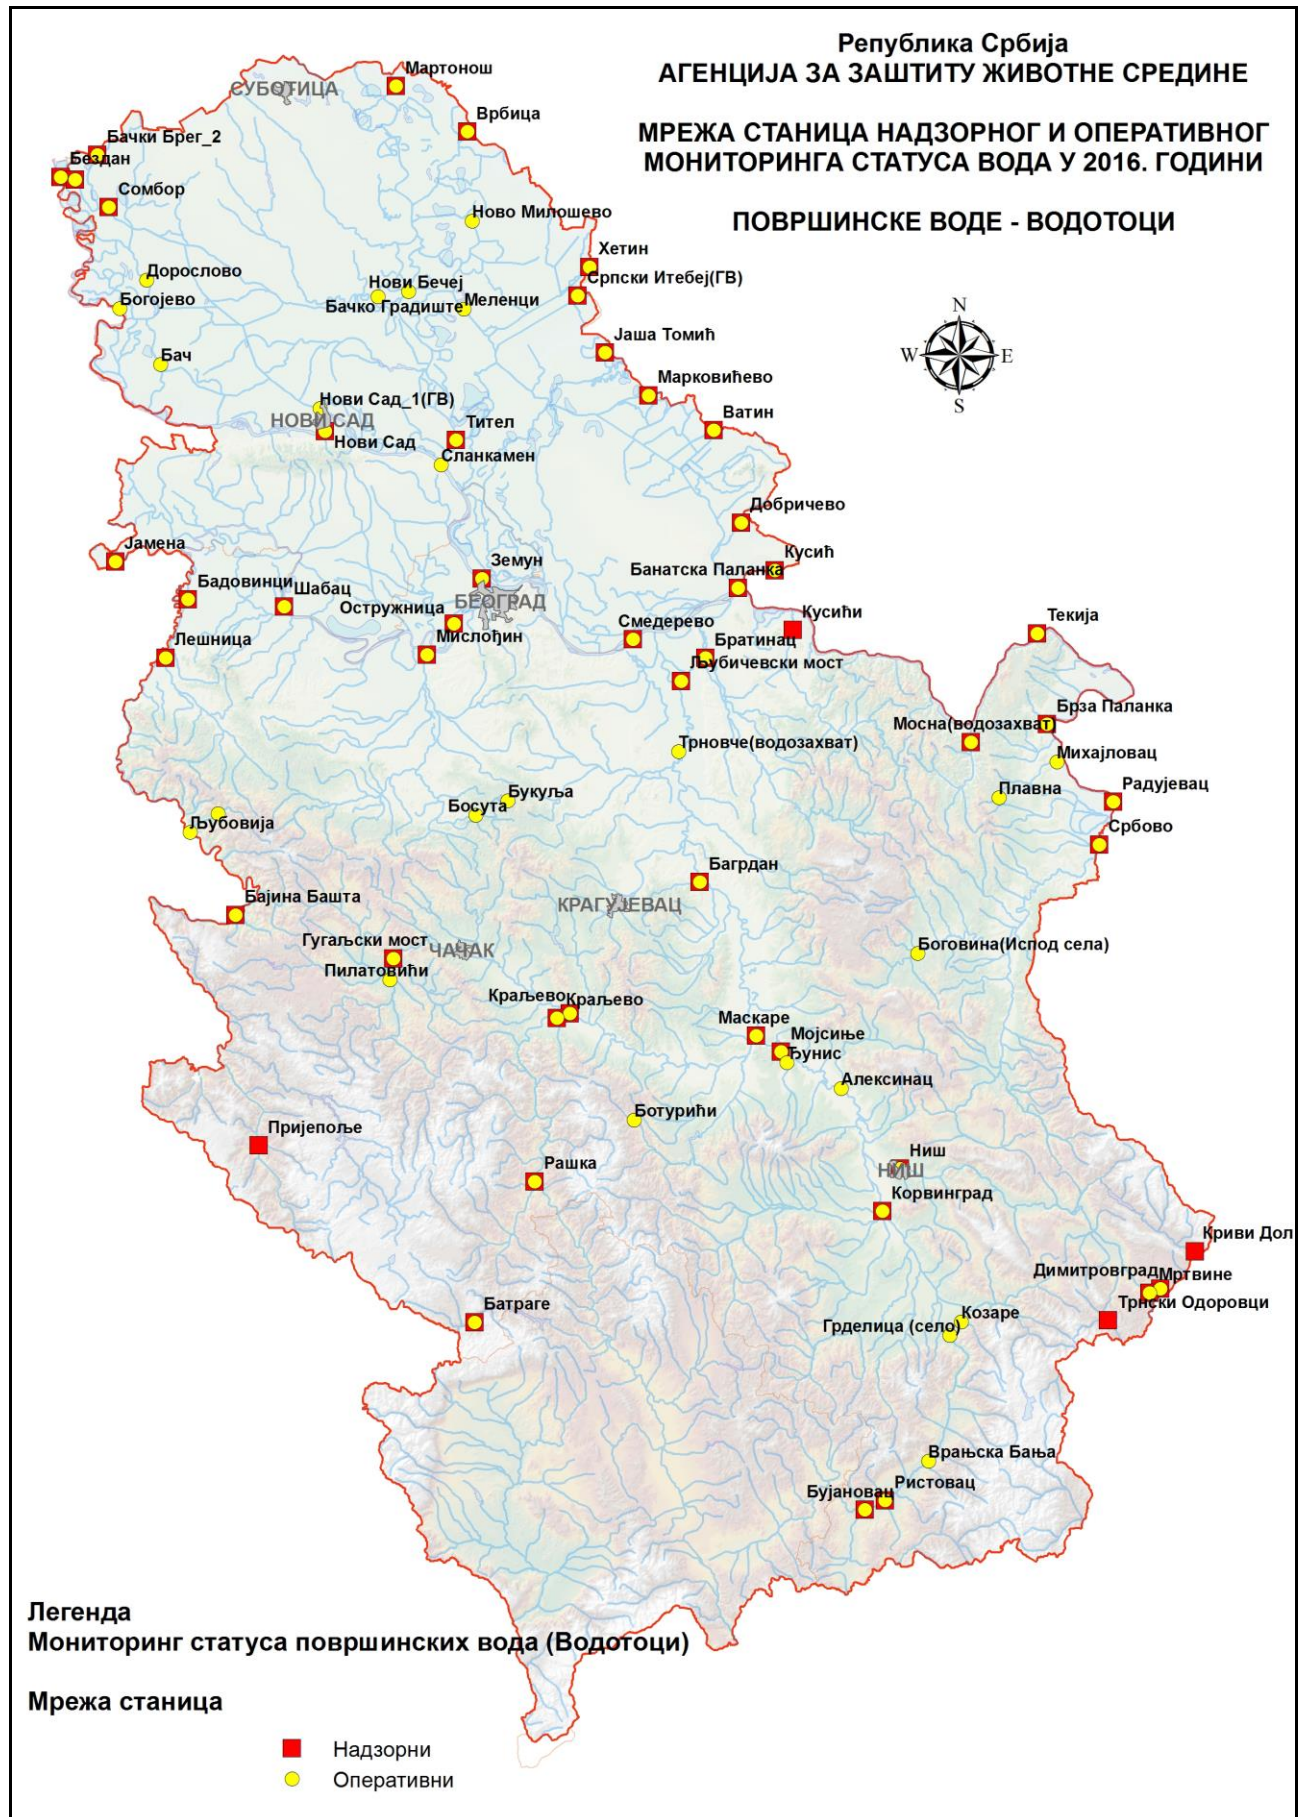 Република Србија
АГЕНЦИЈА ЗА ЗАШТИТУ ЖИВОТНЕ СРЕДИНЕ
МРЕЖА СТАНИЦА НАДЗОРНОГ И ОПЕРАТИВНОГ
МОНИТОРИНГА СТАТУСА ВОДА У 2016. ГОДИНИ
ПОВРШИНСКЕ ВОДЕ - ВОДОТОЦИ
Мартонош
СУБОТИЦА
Врбица
Бачки Брег_2
Бездан
Сомбор
Ново Милошево
Хетин
Дорослово
Нови Бечеј
Српски Итебеј(ГВ)
Богојево
Бачко Градиште
Меленци
N
W
E
S
Јаша Томић
Бач
Марковићево
Нови Сад_1(ГВ)
НОВИ САД
Нови Сад
Тител
Ватин
Сланкамен
Добричево
Јамена
Кусић
Земун
Банатска Паланка
Бадовинци
Шабац
Остружница
БЕОГРАД
Кусићи
Смедерево
Текија
Лешница
Мислођин
Братинац
Љубичевски мост
Брза Паланка
Мосна(водозахват)
Трновче(водозахват)
Михајловац
Букуља
Босута
Плавна
Радујевац
Љубовија
Србово
Багрдан
Бајина Башта
КРАГУЈЕВАЦ
Гугаљски мост
ЧАЧАК
Боговина(Испод села)
Пилатовићи
Краљево
Краљево
Маскаре
Мојсиње
Ђунис
Алексинац
Ботурићи
Пријепоље
Ниш
НИШ
Рашка
Корвинград
Криви Дол
Димитровград
Мртвине
Трнски Одоровци
Батраге
Козаре
Грделица (село)
Врањска Бања
Бујановац
Ристовац
Легенда
Мониторинг статуса површинских вода (Водотоци)
Мрежа станица
Надзорни
Оперативни